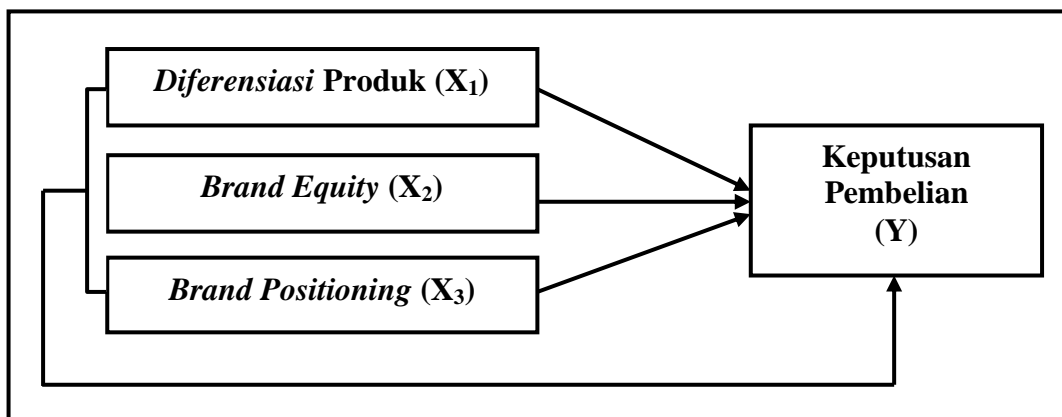 Diferensiasi Produk (X₁)
Brand Equity (X₂)
Brand Positioning (X₃)
Keputusan
Pembelian
(Y)